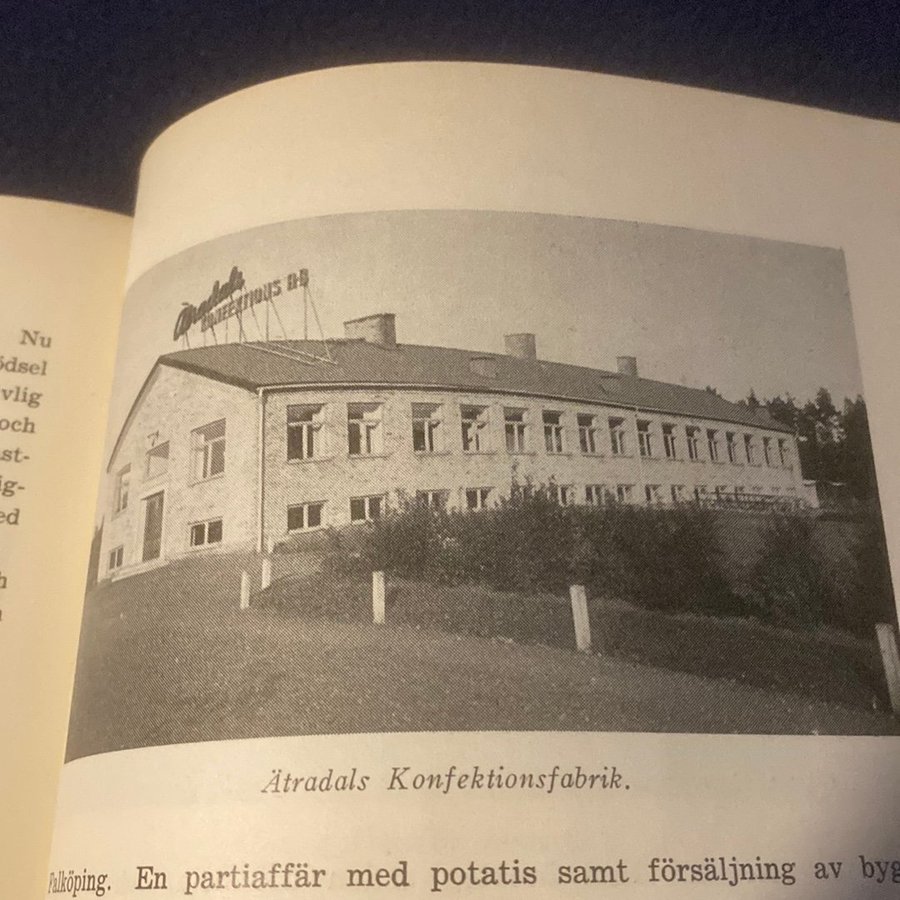 Nu
ödsel
vlig
och
st-
ig-
ed
h
Ätradals
KONFEKTIONS A-B
Ätradals Konfektionsfabrik.
Falköping. En partiaffär med potatis samt försäljning av byg